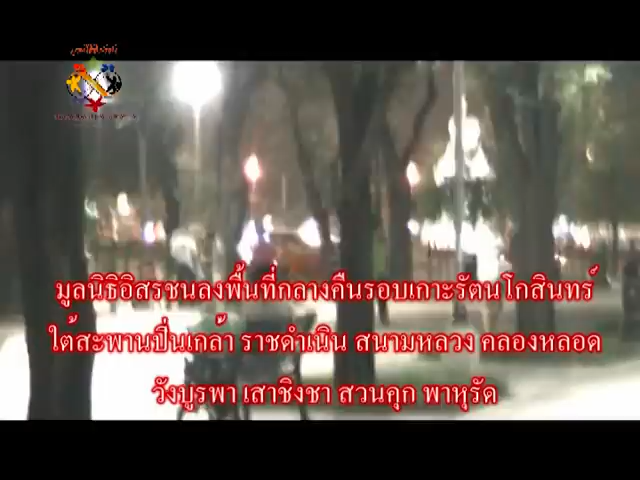 มูลนิธิอิสรชนลงพื้นที่กลางคืนรอบเกาะรัตนโกสินทร์
ใต้สะพานปิ่นเกล้า ราชดำเนิน สนามหลวง คลองหลอด
วังบูรพา เสาชิงชา สวนคุก พาหุรัด